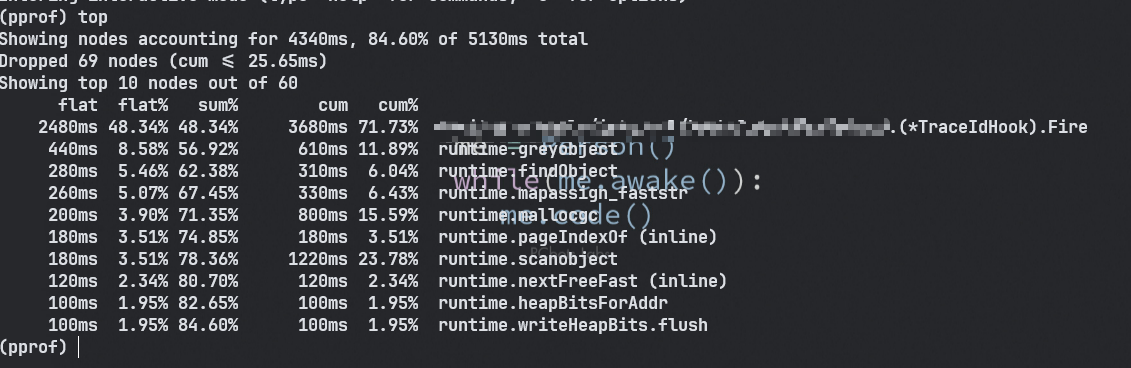 (pprof) top
Showing nodes accounting for 4340ms, 84.60% of 5130ms total
Dropped 69 nodes (cum <= 25.65ms)
Showing top 10 nodes out of 60
flat flat% sum% cum cum%
2480ms 48.34% 48.34% 3680ms 71.73% .(*TraceIdHook).Fire
440ms 8.58% 56.92% 610ms 11.89% runtime.greyobject
280ms 5.46% 62.38% 310ms 6.04% runtime.findObject
260ms 5.07% 67.45% 330ms 6.43% runtime.mapassign_faststr
200ms 3.90% 71.35% 800ms 15.59% runtime.mallocgc
180ms 3.51% 74.85% 180ms 3.51% runtime.pageIndexOf (inline)
180ms 3.51% 78.36% 1220ms 23.78% runtime.scanobject
120ms 2.34% 80.70% 120ms 2.34% runtime.nextFreeFast (inline)
100ms 1.95% 82.65% 100ms 1.95% runtime.heapBitsForAddr
100ms 1.95% 84.60% 100ms 1.95% runtime.writeHeapBits.flush
(pprof)
me = Person()
while(me.awake()):
me.code()